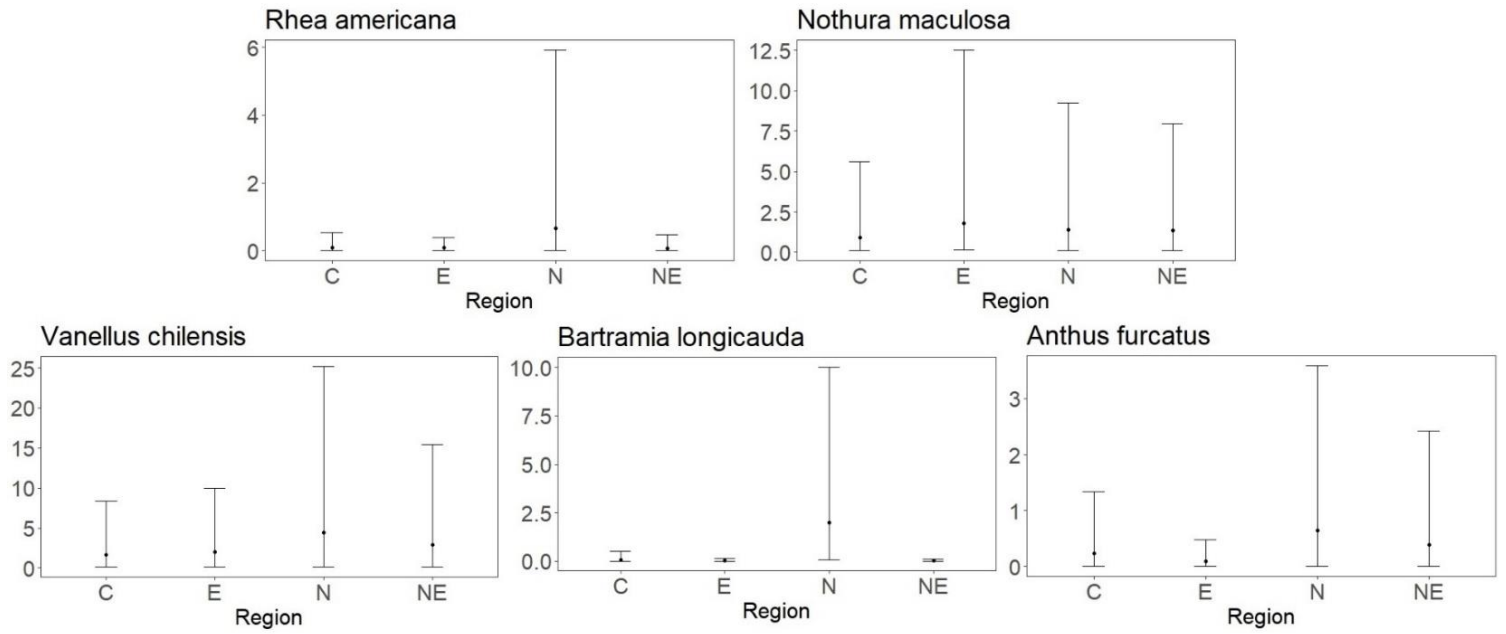 Rhea americana
6
4
2
0
C E N NE
Region
Nothura maculosa
12.5
10.0
7.5
5.0
2.5
0.0
C E N NE
Region
Vanellus chilensis
25
20
15
10
5
0
C E N NE
Region
Bartramia longicauda
10.0
7.5
5.0
2.5
0.0
C E N NE
Region
Anthus furcatus
3
2
1
0
C E N NE
Region